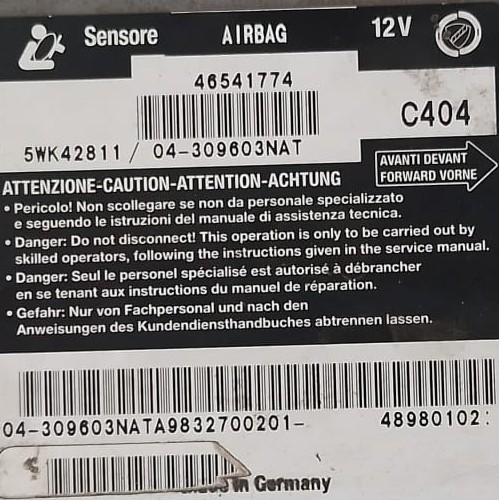 Sensore AIRBAG 12V
46541774
C404
5WK42811 / 04-309603NAT
AVANTI DEVANT
FORWARD VORNE
ATTENZIONE-CAUTION-ATTENTION-ACHTUNG
• Pericolo! Non scollegare se non da personale specializzato
e seguendo le istruzioni del manuale di assistenza tecnica.
• Danger: Do not disconnect! This operation is only to be carried out by
skilled operators, following the instructions given in the service manual.
• Danger: Seul le personel spécialisé est autorisé à débrancher
en se tenant aux instructions du manuel de réparation.
• Gefahr: Nur von Fachpersonal und nach den
Anweisungen des Kundendiensthandbuches abtrennen lassen.
04-309603NATA9832700201- 48980102
in Germany